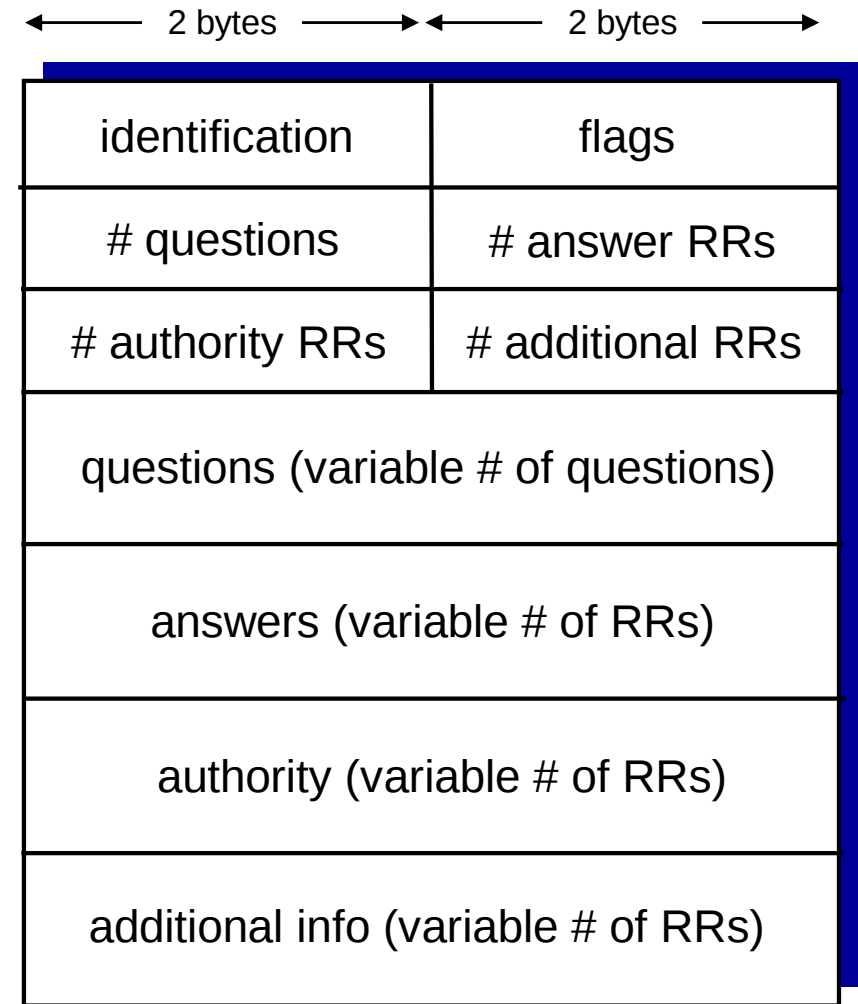 2 bytes 2 bytes
identification flags
# questions # answer RRs
# authority RRs # additional RRs
questions (variable # of questions)
answers (variable # of RRs)
authority (variable # of RRs)
additional info (variable # of RRs)